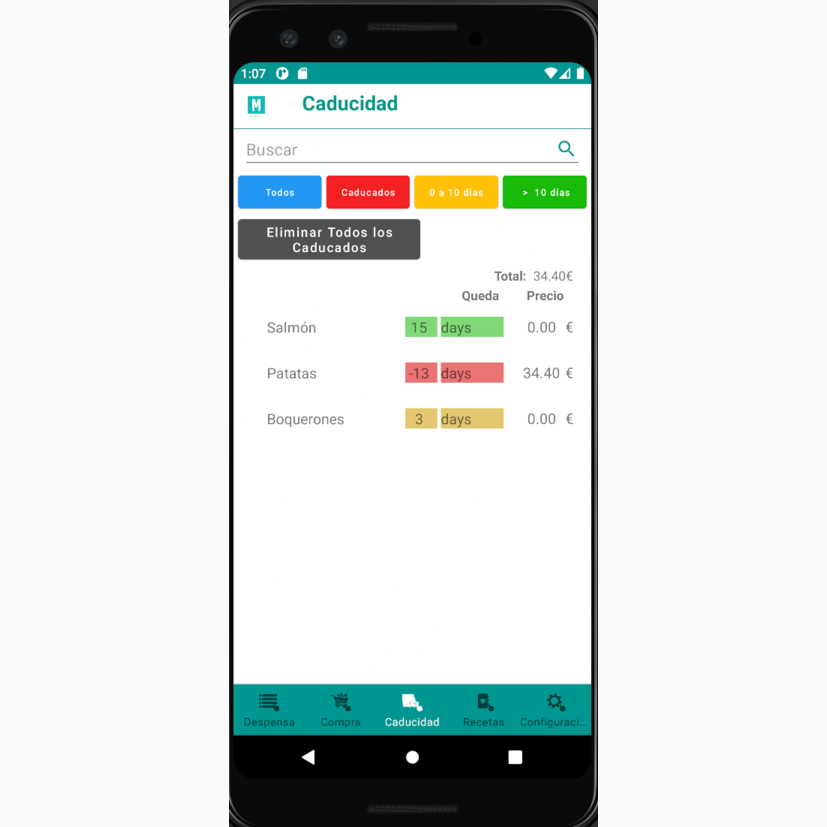 1:07
M
Caducidad
Buscar
Todos Caducados 0 a 10 días > 10 días
Eliminar Todos los
Caducados
Total: 34.40€
Queda Precio
Salmón 15 days 0.00 €
Patatas -13 days 34.40 €
Boquerones 3 days 0.00 €
Despensa Compra Caducidad Recetas Configuraci...